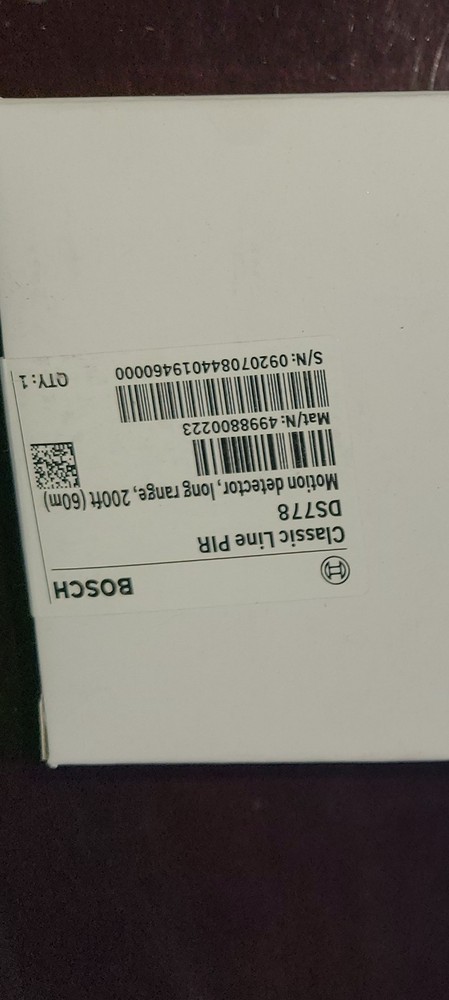 BOSCH
Classic Line PIR
DS778
Motion detector, long range, 200ft (60m)
Mat/N: 4998800223
S/N: 092070844019460000
QTY: 1